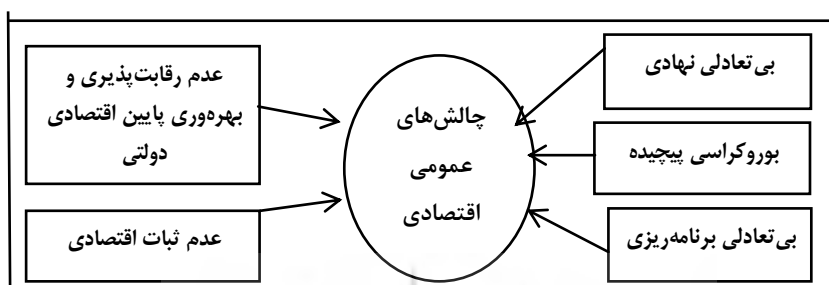 بی‌تعادلی نهادی
بوروکراسی پیچیده
بی‌تعادلی برنامه‌ریزی
چالش‌های
عمومی
اقتصادی
عدم رقابت‌پذیری و
بهره‌وری پایین اقتصادی
دولتی
عدم ثبات اقتصادی